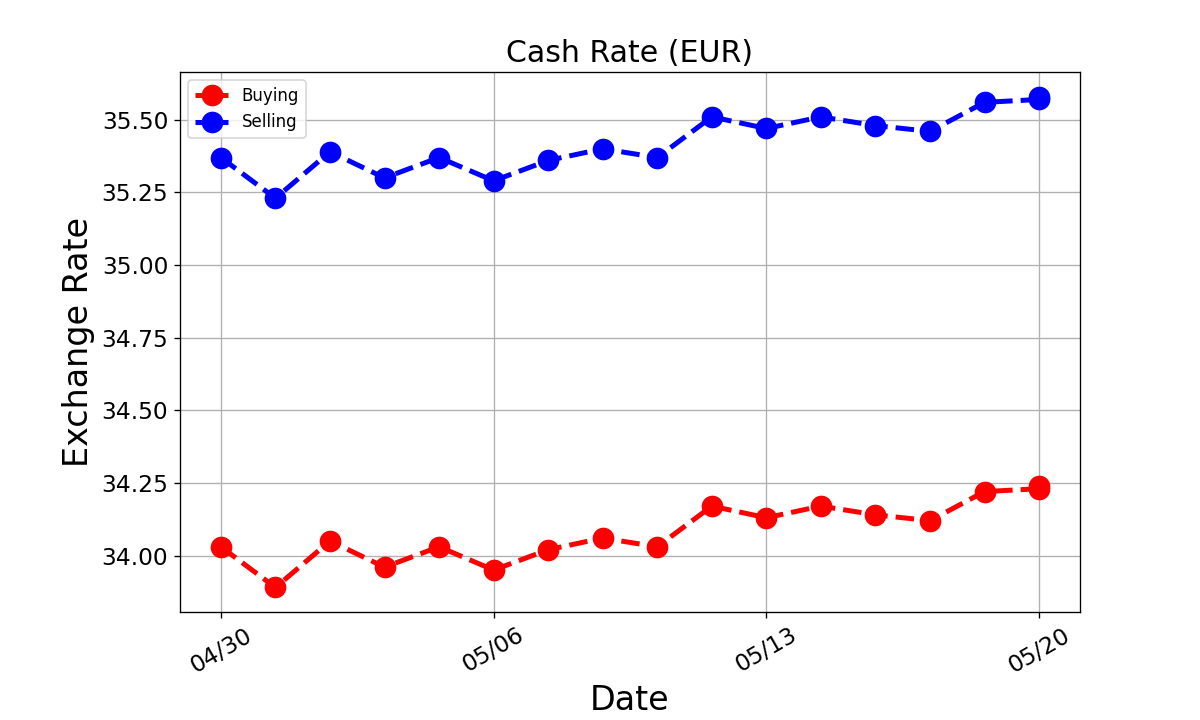 Cash Rate (EUR)
Buying
Selling
35.50
35.25
35.00
34.75
34.50
34.25
34.00
Exchange Rate
04/30
05/06
05/13
05/20
Date